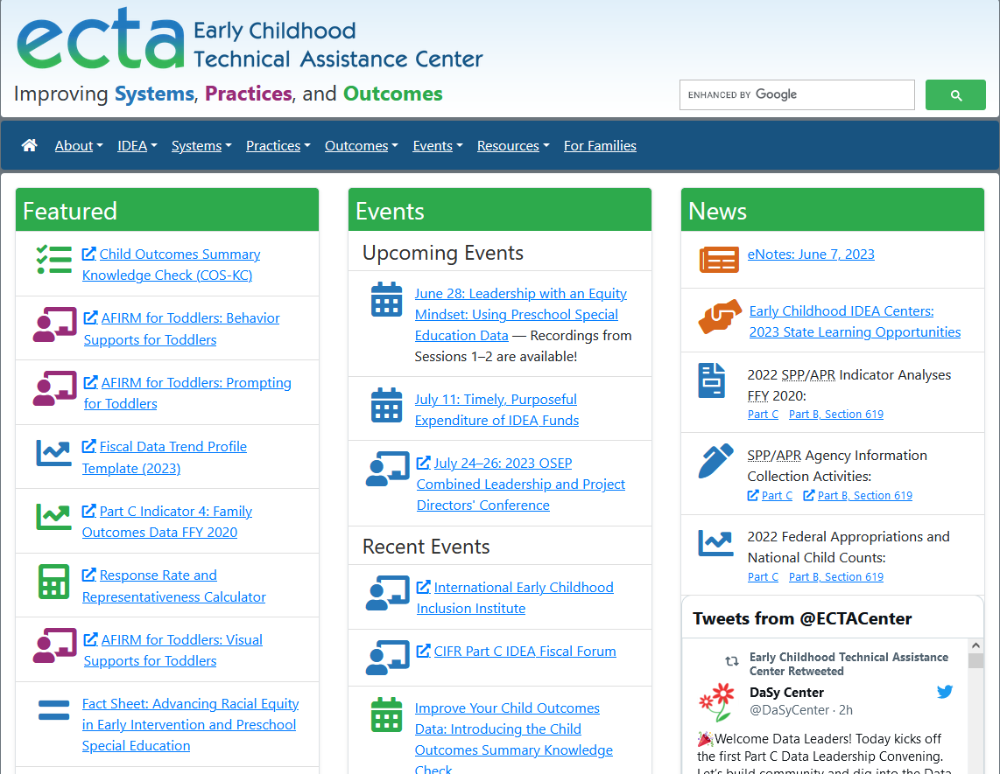 ecta Early Childhood
Technical Assistance Center
Improving Systems, Practices, and Outcomes
ENHANCED BY Google
About IDEA Systems Practices Outcomes Events Resources For Families
Featured
Child Outcomes Summary
Knowledge Check (COS-KC)
AFIRM for Toddlers: Behavior
Supports for Toddlers
AFIRM for Toddlers: Prompting
for Toddlers
Fiscal Data Trend Profile
Template (2023)
Part C Indicator 4: Family
Outcomes Data FFY 2020
Response Rate and
Representativeness Calculator
AFIRM for Toddlers: Visual
Supports for Toddlers
Fact Sheet: Advancing Racial Equity
in Early Intervention and Preschool
Special Education
Events
Upcoming Events
June 28: Leadership with an Equity
Mindset: Using Preschool Special
Education Data — Recordings from
Sessions 1–2 are available!
July 11: Timely, Purposeful
Expenditure of IDEA Funds
July 24–26: 2023 OSEP
Combined Leadership and Project
Directors' Conference
Recent Events
International Early Childhood
Inclusion Institute
CIFR Part C IDEA Fiscal Forum
Improve Your Child Outcomes
Data: Introducing the Child
Outcomes Summary Knowledge
Check
News
eNotes: June 7, 2023
Early Childhood IDEA Centers:
2023 State Learning Opportunities
2022 SPP/APR Indicator Analyses
FFY 2020:
Part C Part B, Section 619
SPP/APR Agency Information
Collection Activities:
Part C Part B, Section 619
2022 Federal Appropriations and
National Child Counts:
Part C Part B, Section 619
Tweets from @ECTACenter
Early Childhood Technical Assistance
Center Retweeted
DaSy Center
@DaSyCenter · 2h
🎉Welcome Data Leaders! Today kicks off
the first Part C Data Leadership Convening.
Let's build community and dig into the Data